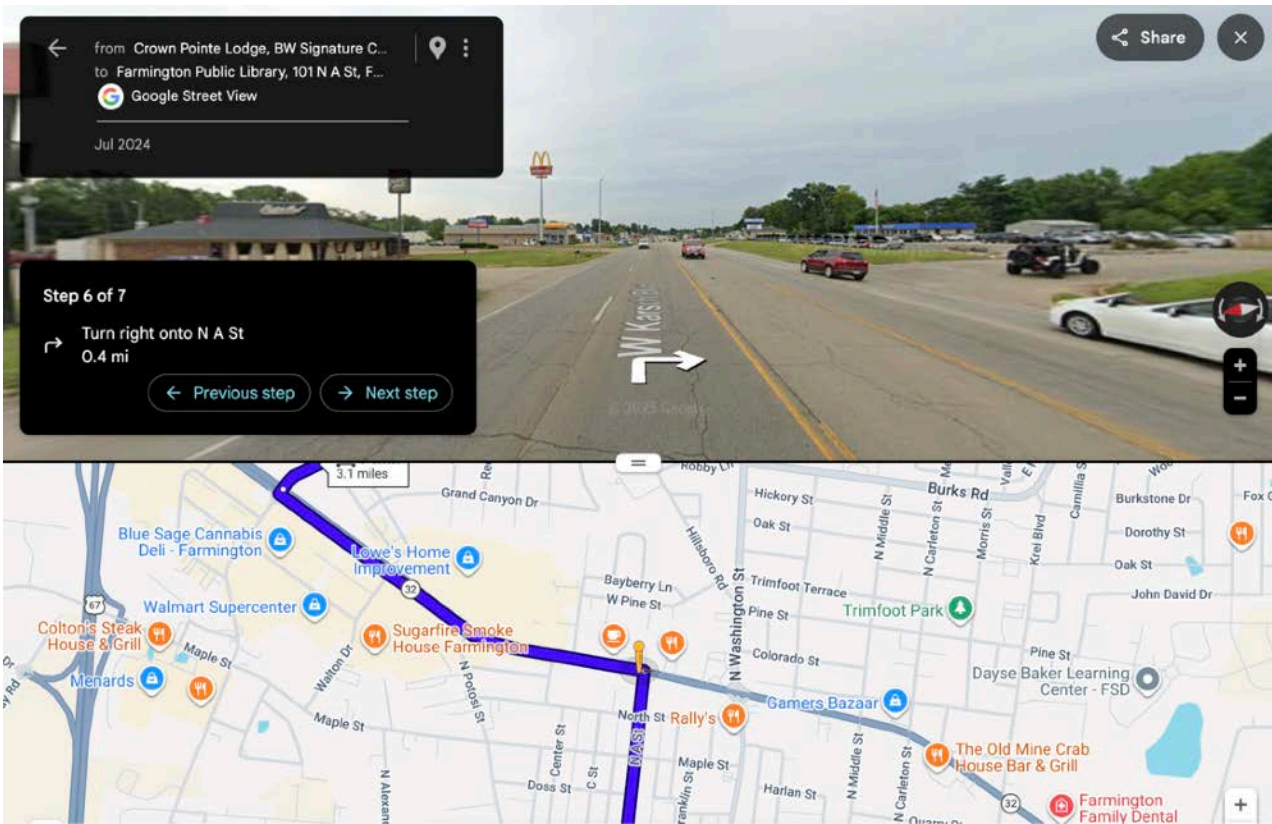 from Crown Pointe Lodge, BW Signature C...
to Farmington Public Library, 101 N A St, F...
Google Street View
Jul 2024
Share
Step 6 of 7
Turn right onto N A St
0.4 mi
Previous step
Next step
3.1 miles
Robby Ln
Burks Rd
Grand Canyon Dr
Hickory St
Burkstone Dr
Blue Sage Cannabis
Deli - Farmington
Lowe's Home
Improvement
Oak St
N Middle St
N Carleton St
Morris St
Krei Blvd
Camillia S
Dorothy St
Oak St
Hillsboro Rd
32
67
Bayberry Ln
W Pine St
Trimfoot Terrace
John David Dr
Walmart Supercenter
Pine St
Trimfoot Park
Colton's Steak
House & Grill
Sugarfire Smoke
House Farmington
N Washington St
Colorado St
Pine St
Dayse Baker Learning
Center - FSD
Maple St
Walton Dr
N Potosi St
Menards
North St
Rally's
Gamers Bazaar
Maple St
N A St
Center St
C St
Maple St
The Old Mine Crab
House Bar & Grill
Doss St
Harlan St
N Middle St
N Carleton St
32
Farmington
Family Dental